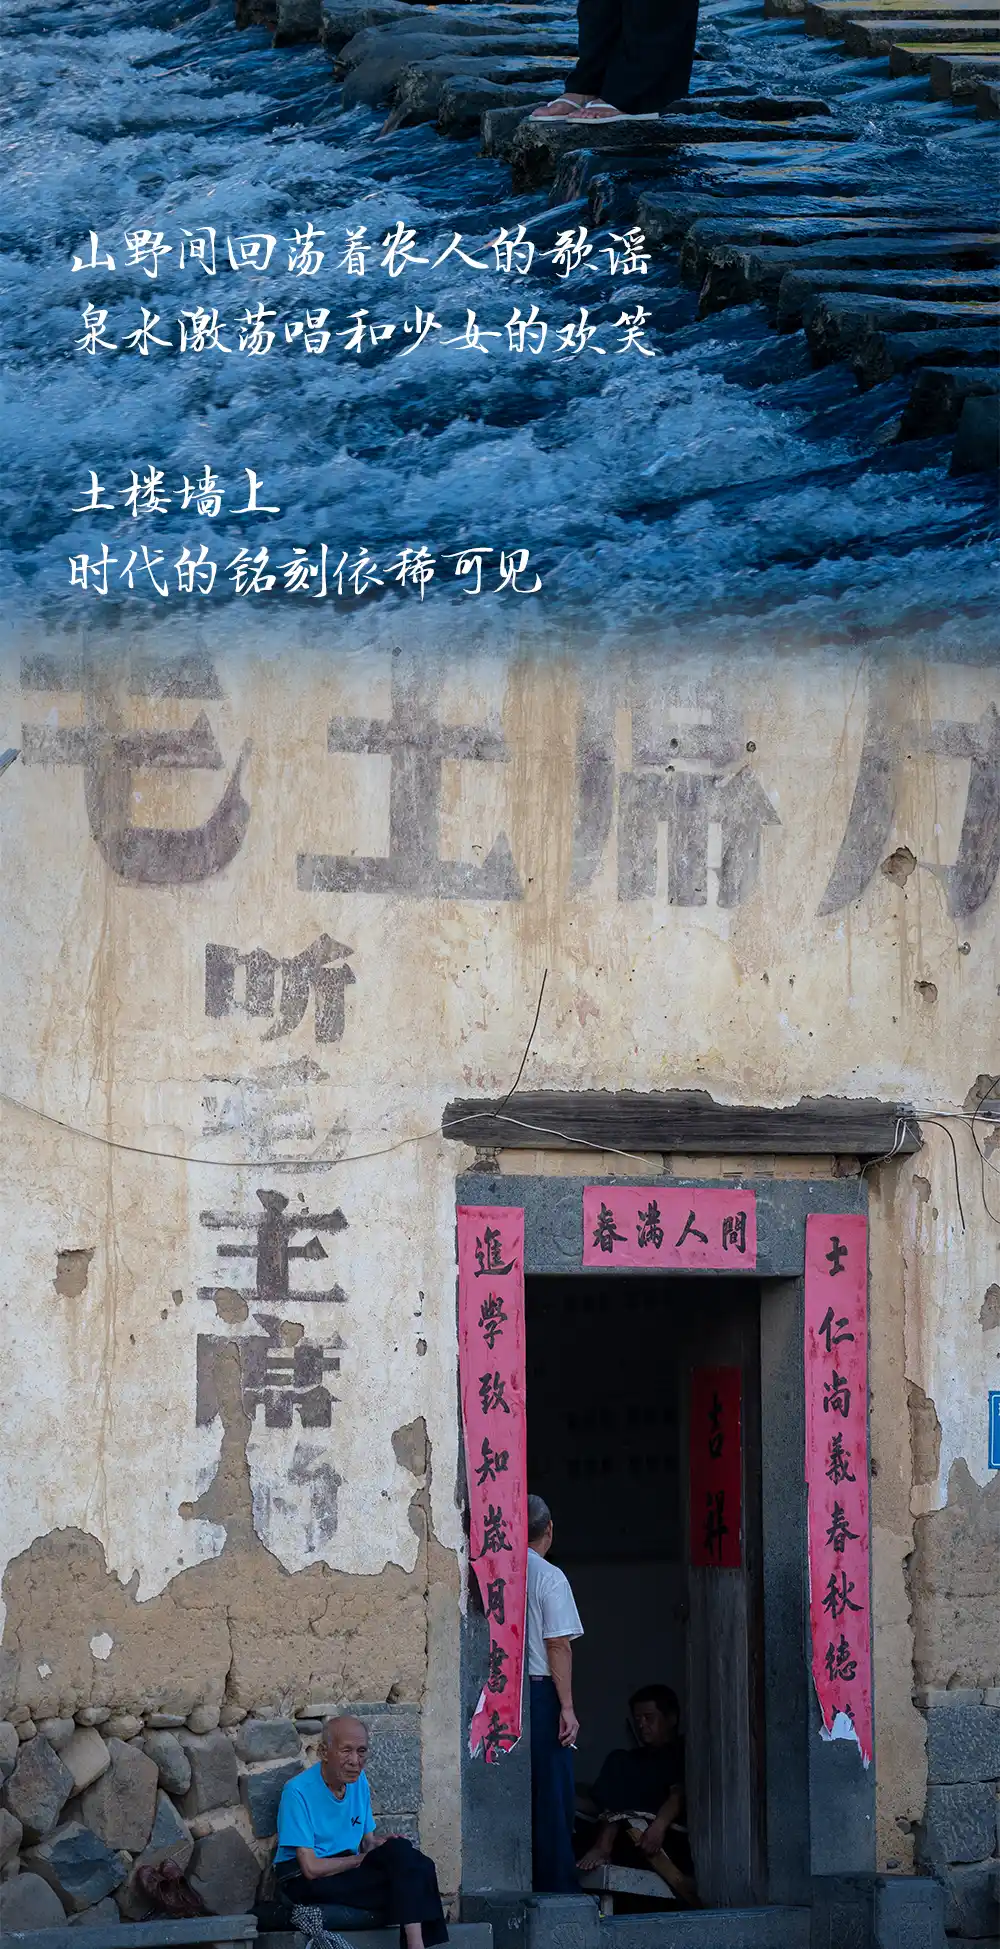 山野间回荡着农人的歌谣
泉水激荡唱和少女的欢笑
土楼墙上
时代的铭刻依稀可见
毛主席万
听毛主席的
春满人間
進學致知歲月書香
士仁尚義春秋德
吉祥